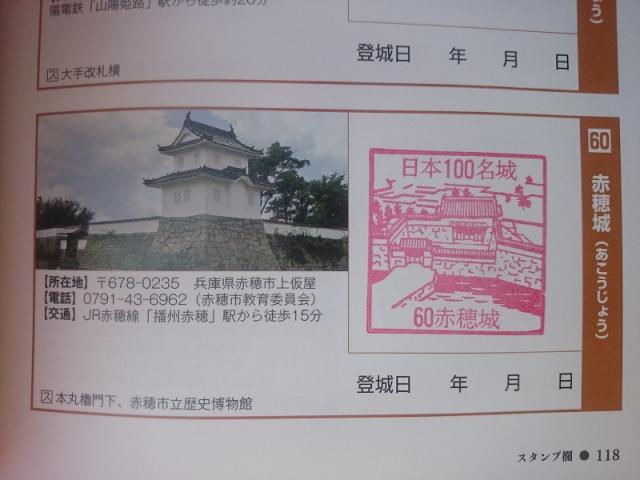 陽電鉄「山陽姫路」駅から徒歩約20分
ス大手改札横
登城日 年 月 日
よう）
60 赤穂城（あこうじょう）
日本100名城
60赤穂城
【所在地】〒678-0235 兵庫県赤穂市上仮屋
【電話】0791-43-6962（赤穂市教育委員会）
【交通】JR赤穂線「播州赤穂」駅から徒歩15分
ス本丸櫓門下、赤穂市立歴史博物館
登城日 年 月 日
スタンプ欄 ● 118